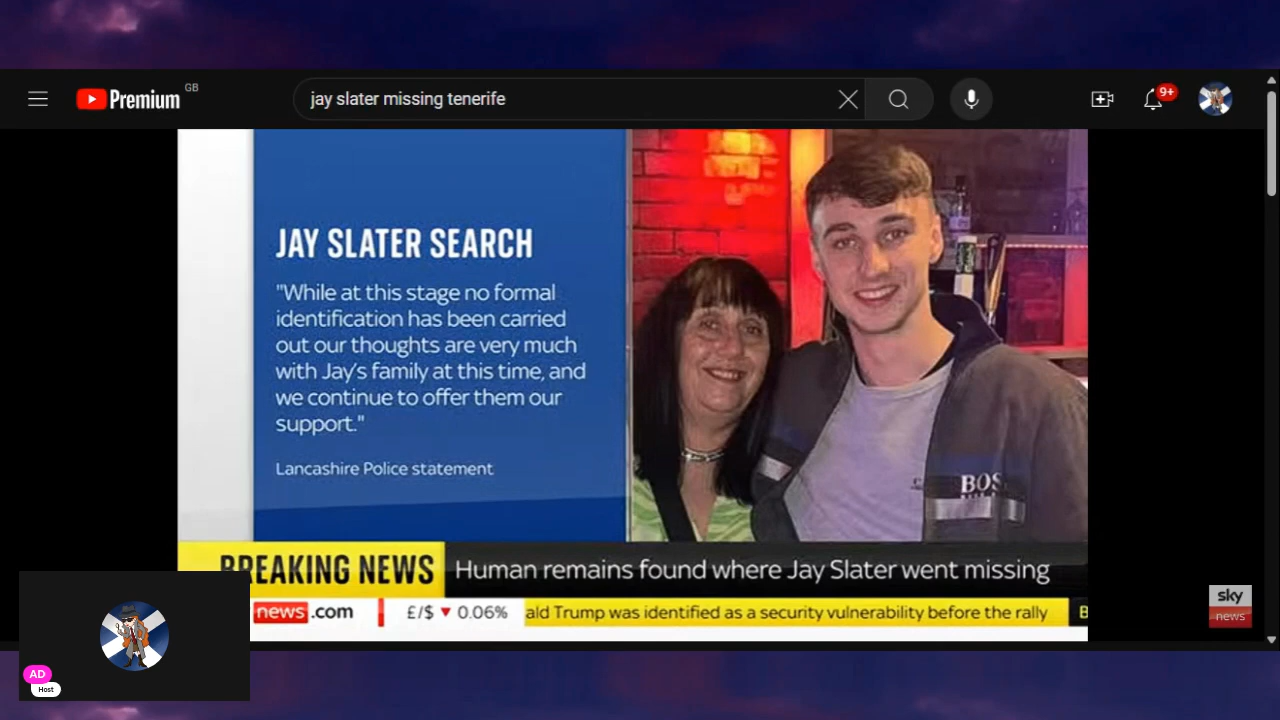 Premium GB
jay slater missing tenerife
9+
JAY SLATER SEARCH
"While at this stage no formal
identification has been carried
out our thoughts are very much
with Jay's family at this time, and
we continue to offer them our
support."
Lancashire Police statement
BOSS
BREAKING NEWS
Human remains found where Jay Slater went missing
news.com
£/$ ▼ 0.06%
ald Trump was identified as a security vulnerability before the rally
B
sky
news
AD
Host